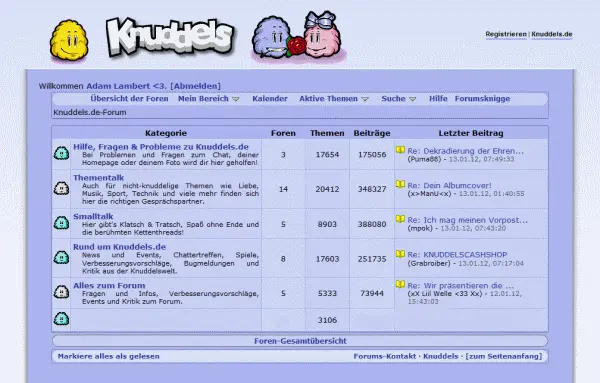 Knuddels
Registrieren | Knuddels.de
Willkommen Adam Lambert <3. [Abmelden]
Übersicht der Foren Mein Bereich Kalender Aktive Themen Suche Hilfe Forumsknigge
Knuddels.de-Forum
Kategorie Foren Themen Beiträge Letzter Beitrag
Hilfe, Fragen & Probleme zu Knuddels.de
Bei Problemen und Fragen zum Chat, deiner
Homepage oder deinem Foto wird dir hier geholfen!
3 17654 175056
Re: Dekradierung der Ehren...
(Puma88) - 13.01.12, 07:49:33
Thementalk
Auch für nicht-knuddelige Themen wie Liebe,
Musik, Sport, Technik und viele mehr finden sich
hier die richtigen Gesprächspartner.
14 20412 348327
Re: Dein Albumcover!
(x>ManU<x) - 13.01.12, 01:40:55
Smalltalk
Hier gibt's Klatsch & Tratsch, Spaß ohne Ende und
die berühmten Kettenthreads!
5 8903 388080
Re: Ich mag meinen Vorpost...
(mpok) - 13.01.12, 07:43:20
Rund um Knuddels.de
News und Events, Chattertreffen, Spiele,
Verbesserungsvorschläge, Bugmeldungen und
Kritik aus der Knuddelswelt.
8 17603 251735
Re: KNUDDELSCASHSHOP
(Grabroiber) - 13.01.12, 07:17:04
Alles zum Forum
Fragen und Infos, Verbesserungsvorschläge,
Events und Kritik zum Forum.
5 5333 73944
Re: Wir präsentieren die ...
(xX Liil Welle <33 Xx) - 12.01.12,
15:43:03
3106
Foren-Gesamtübersicht
Markiere alles als gelesen
Forums-Kontakt · Knuddels · [zum Seitenanfang]